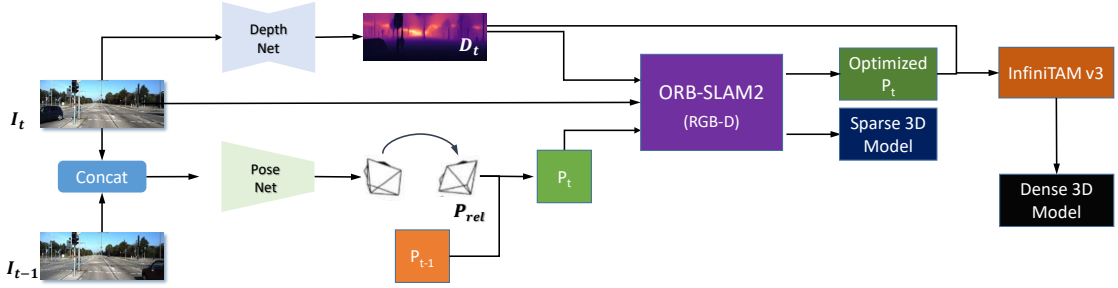 Depth
Net
D_t
I_t
ORB-SLAM2
(RGB-D)
Optimized
P_t
InfiniTAM v3
Sparse 3D
Model
Concat
Pose
Net
P_rel
P_t
Dense 3D
Model
I_t−1
P_t-1